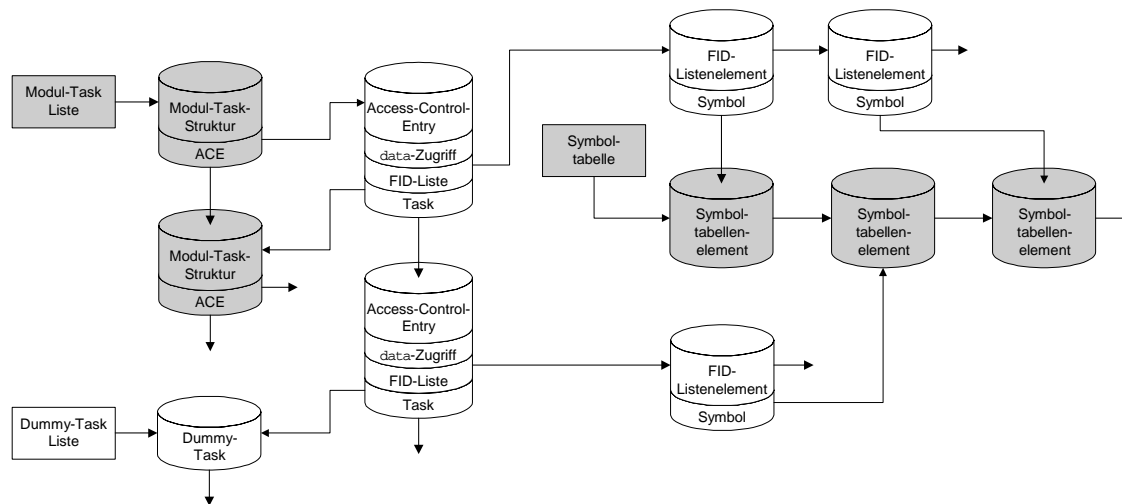 Modul-Task
Liste
Modul-Task-
Struktur
ACE
Modul-Task-
Struktur
ACE
Dummy-Task
Liste
Dummy-
Task
Access-Control-
Entry
data-Zugriff
FID-Liste
Task
Access-Control-
Entry
data-Zugriff
FID-Liste
Task
FID-
Listenelement
Symbol
FID-
Listenelement
Symbol
Symbol-
tabelle
Symbol-
tabellen-
element
Symbol-
tabellen-
element
Symbol-
tabellen-
element
FID-
Listenelement
Symbol